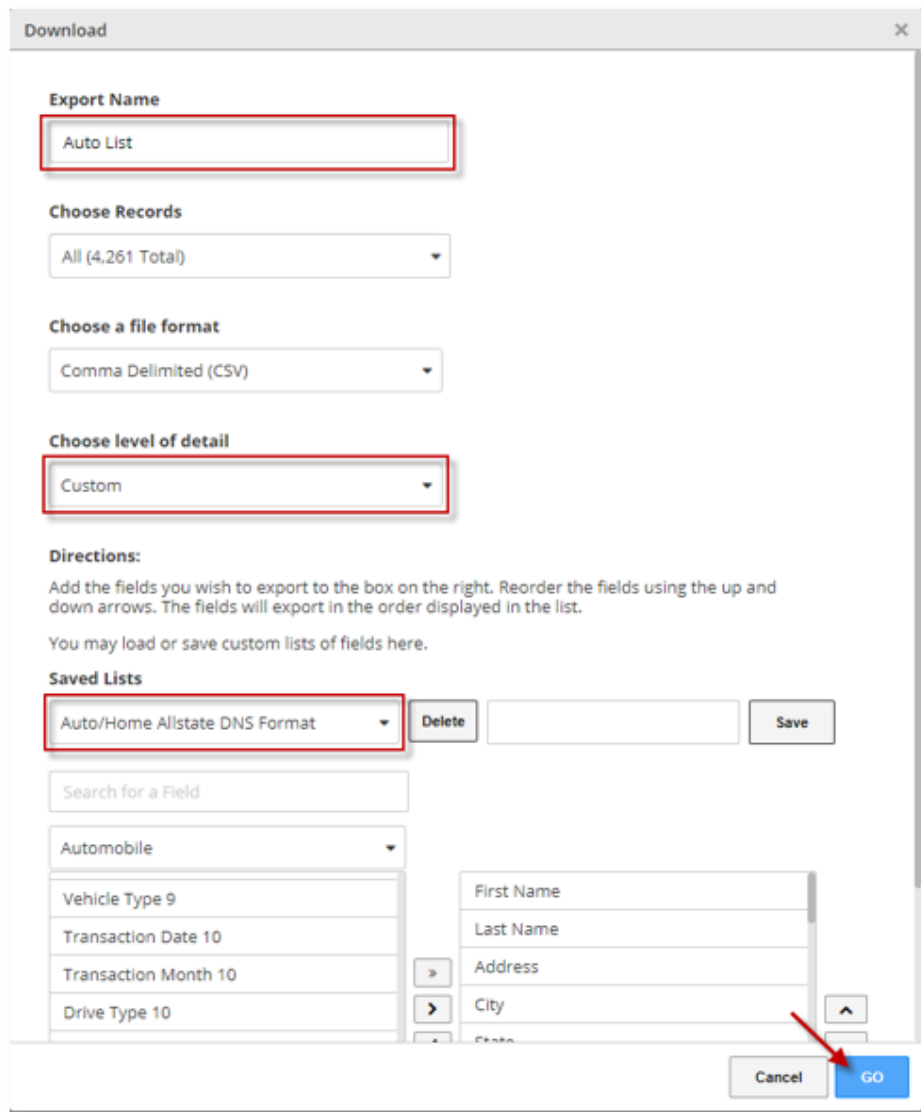 Download
Export Name
Auto List
Choose Records
All (4,261 Total)
Choose a file format
Comma Delimited (CSV)
Choose level of detail
Custom
Directions:
Add the fields you wish to export to the box on the right. Reorder the fields using the up and
down arrows. The fields will export in the order displayed in the list.
You may load or save custom lists of fields here.
Saved Lists
Auto/Home Allstate DNS Format
Delete
Save
Search for a Field
Automobile
Vehicle Type 9
Transaction Date 10
Transaction Month 10
Drive Type 10
First Name
Last Name
Address
City
State
Cancel
GO